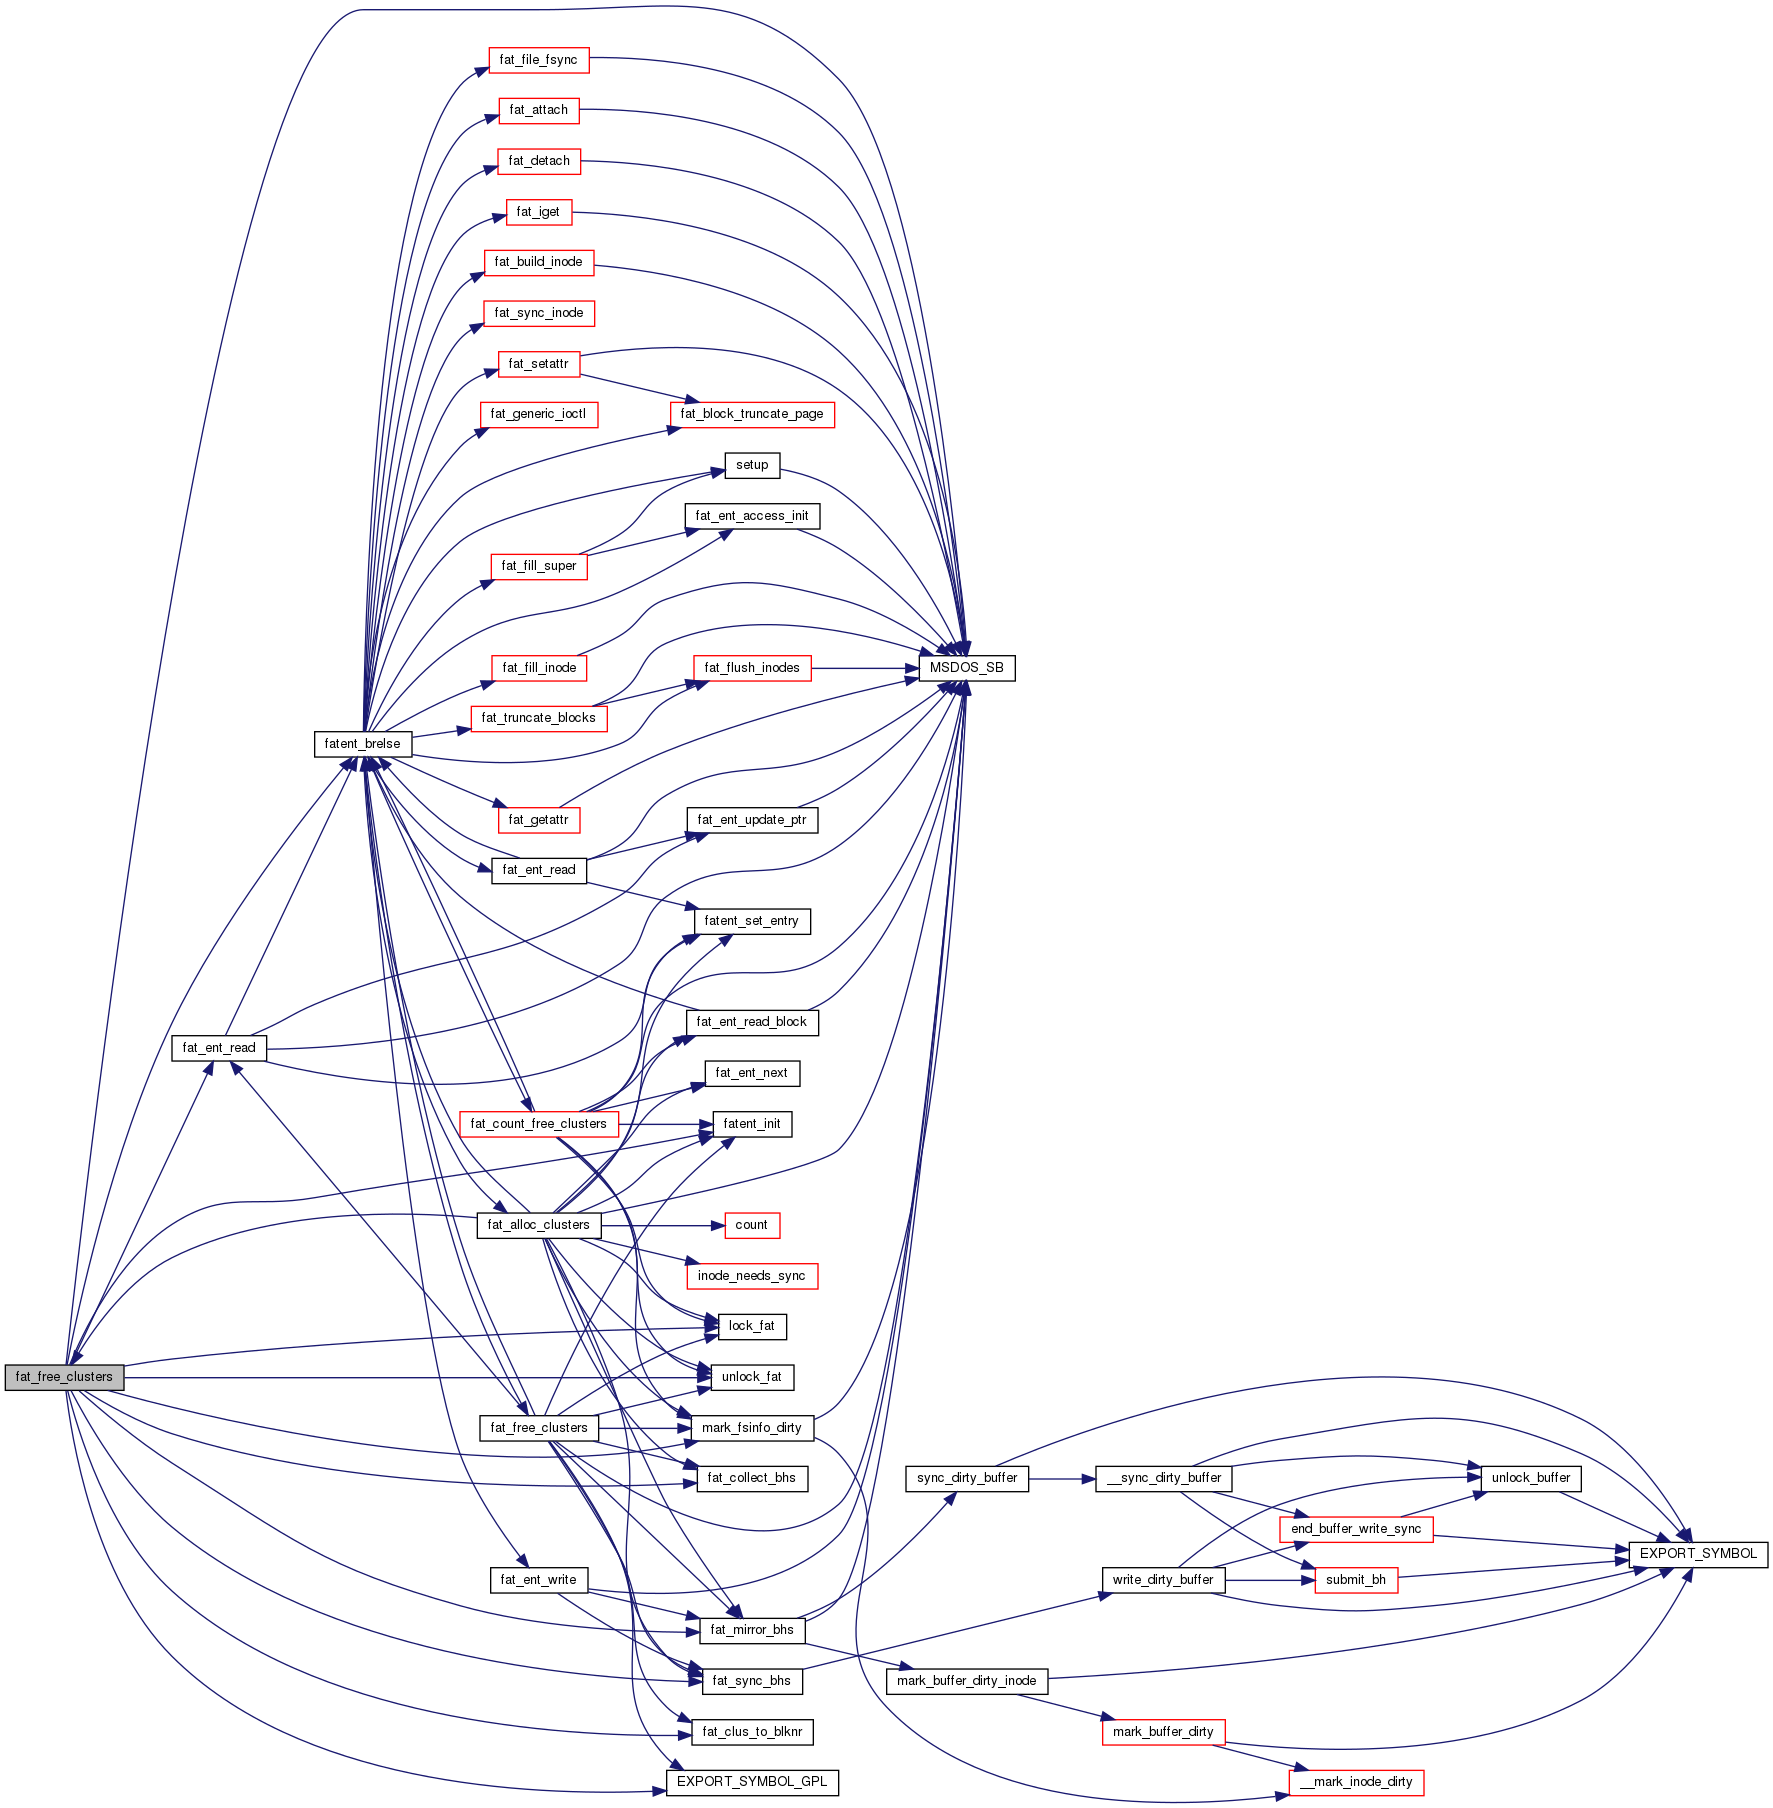 fat_file_fsync
fat_attach
fat_detach
fat_iget
fat_build_inode
fat_sync_inode
fat_setattr
fat_generic_ioctl
fat_block_truncate_page
setup
fat_ent_access_init
fat_fill_super
fat_fill_inode
fat_flush_inodes
MSDOS_SB
fat_truncate_blocks
fatent_brelse
fat_getattr
fat_ent_update_ptr
fat_ent_read
fatent_set_entry
fat_ent_read_block
fat_ent_read
fat_ent_next
fat_count_free_clusters
fatent_init
fat_alloc_clusters
count
inode_needs_sync
lock_fat
fat_free_clusters
unlock_fat
fat_free_clusters
mark_fsinfo_dirty
fat_collect_bhs
sync_dirty_buffer
__sync_dirty_buffer
unlock_buffer
end_buffer_write_sync
EXPORT_SYMBOL
fat_ent_write
write_dirty_buffer
submit_bh
fat_mirror_bhs
fat_sync_bhs
mark_buffer_dirty_inode
fat_clus_to_blknr
mark_buffer_dirty
EXPORT_SYMBOL_GPL
__mark_inode_dirty